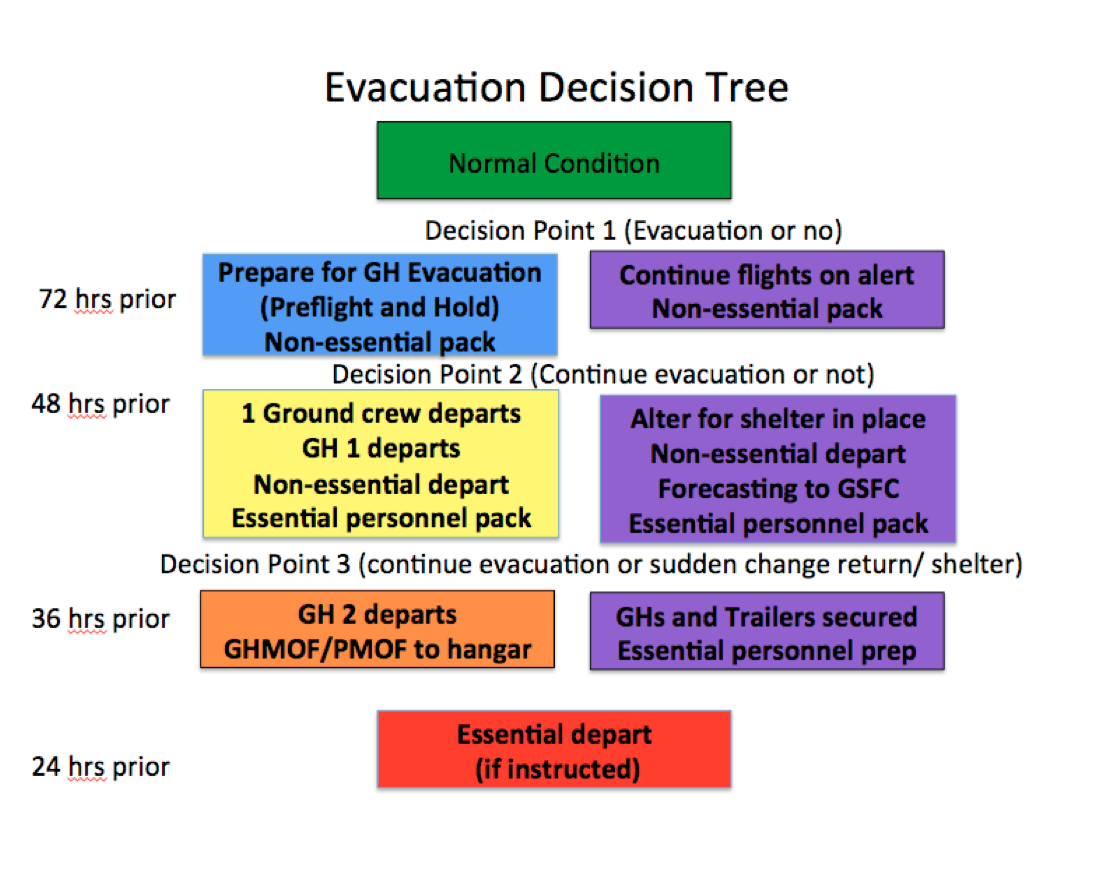 Evacuation Decision Tree
Normal Condition
Decision Point 1 (Evacuation or no)
72 hrs prior
Prepare for GH Evacuation
(Preflight and Hold)
Non-essential pack
Continue flights on alert
Non-essential pack
Decision Point 2 (Continue evacuation or not)
48 hrs prior
1 Ground crew departs
GH 1 departs
Non-essential depart
Essential personnel pack
Alter for shelter in place
Non-essential depart
Forecasting to GSFC
Essential personnel pack
Decision Point 3 (continue evacuation or sudden change return/ shelter)
36 hrs prior
GH 2 departs
GHMOF/PMOF to hangar
GHs and Trailers secured
Essential personnel prep
24 hrs prior
Essential depart
(if instructed)